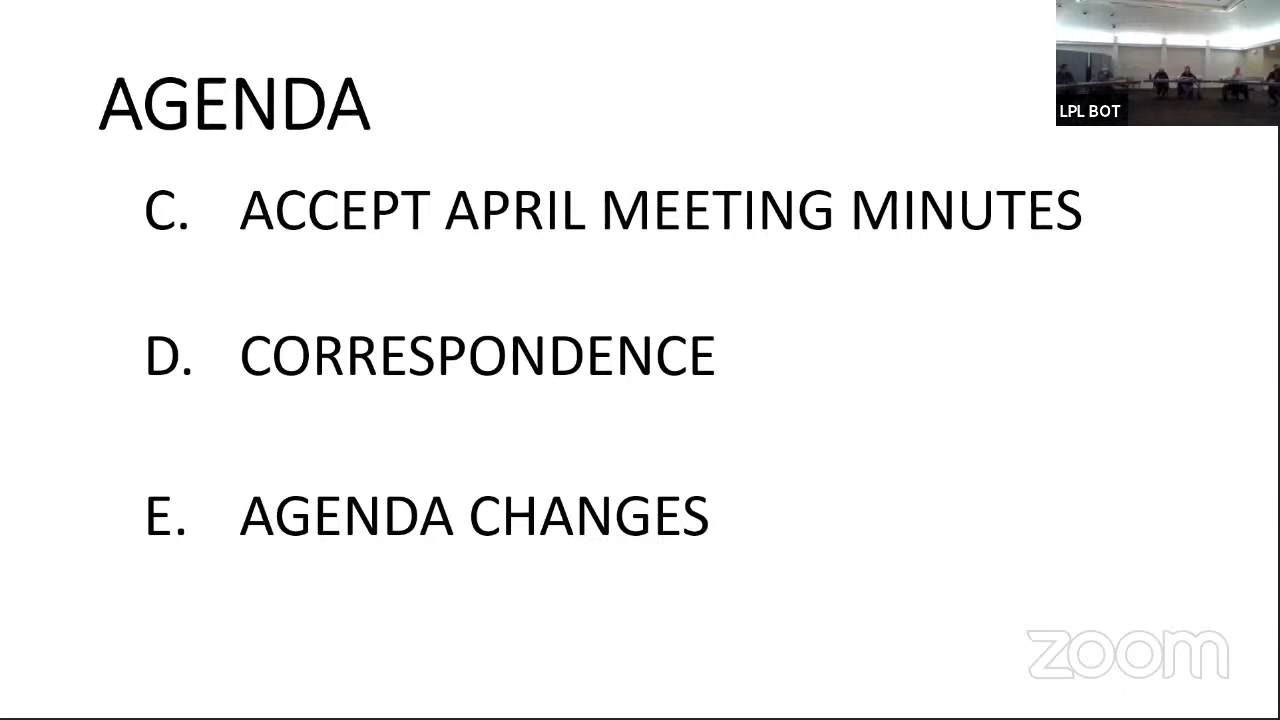 AGENDA
LPL BOT
C. ACCEPT APRIL MEETING MINUTES
D. CORRESPONDENCE
E. AGENDA CHANGES
zoom